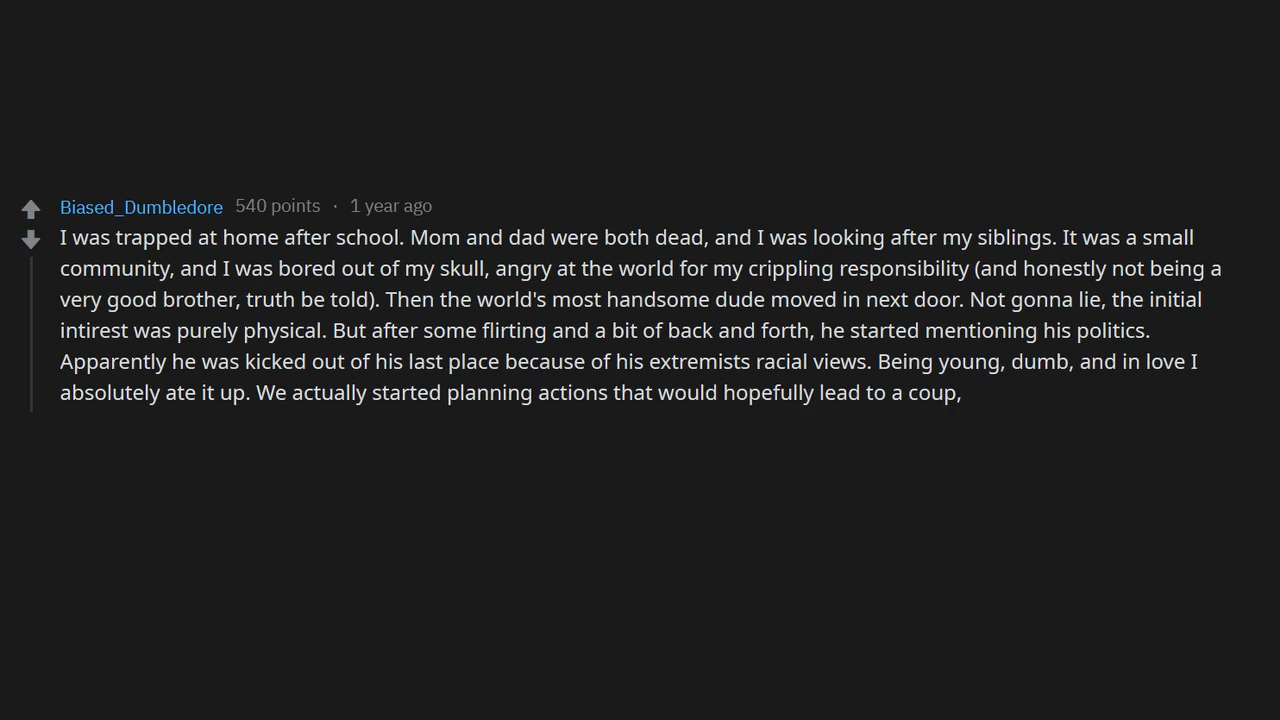 Biased_Dumbledore 540 points · 1 year ago
I was trapped at home after school. Mom and dad were both dead, and I was looking after my siblings. It was a small
community, and I was bored out of my skull, angry at the world for my crippling responsibility (and honestly not being a
very good brother, truth be told). Then the world's most handsome dude moved in next door. Not gonna lie, the initial
intirest was purely physical. But after some flirting and a bit of back and forth, he started mentioning his politics.
Apparently he was kicked out of his last place because of his extremists racial views. Being young, dumb, and in love I
absolutely ate it up. We actually started planning actions that would hopefully lead to a coup,